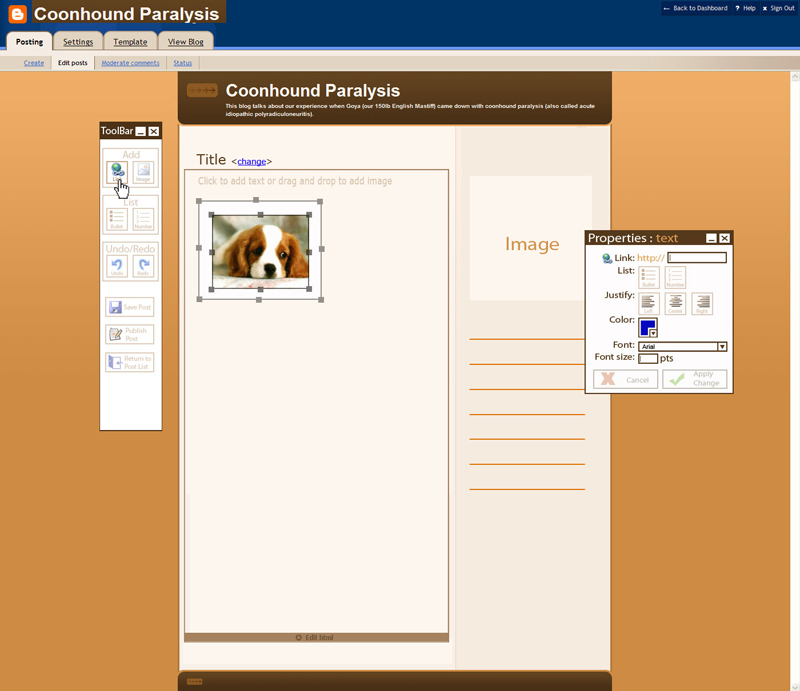 Coonhound Paralysis
← Back to Dashboard ? Help x Sign Out
Posting Settings Template View Blog
Create Edit posts Moderate comments Status
Coonhound Paralysis
This blog talks about our experience when Goya (our 150lb English Mastiff) came down with coonhound paralysis (also called acute
idiopathic polyradiculoneuritis).
ToolBar
Add
Image
List
Bullet Number
Undo/Redo
Undo Redo
Save Post
Publish
Post
Return to
Post List
Title <change>
Click to add text or drag and drop to add image
Edit html
Image
Properties : text
Link: http://
List:
Bullet Number
Justify:
Left Center Right
Color:
Font: Arial
Font size: pts
Cancel
Apply
Change